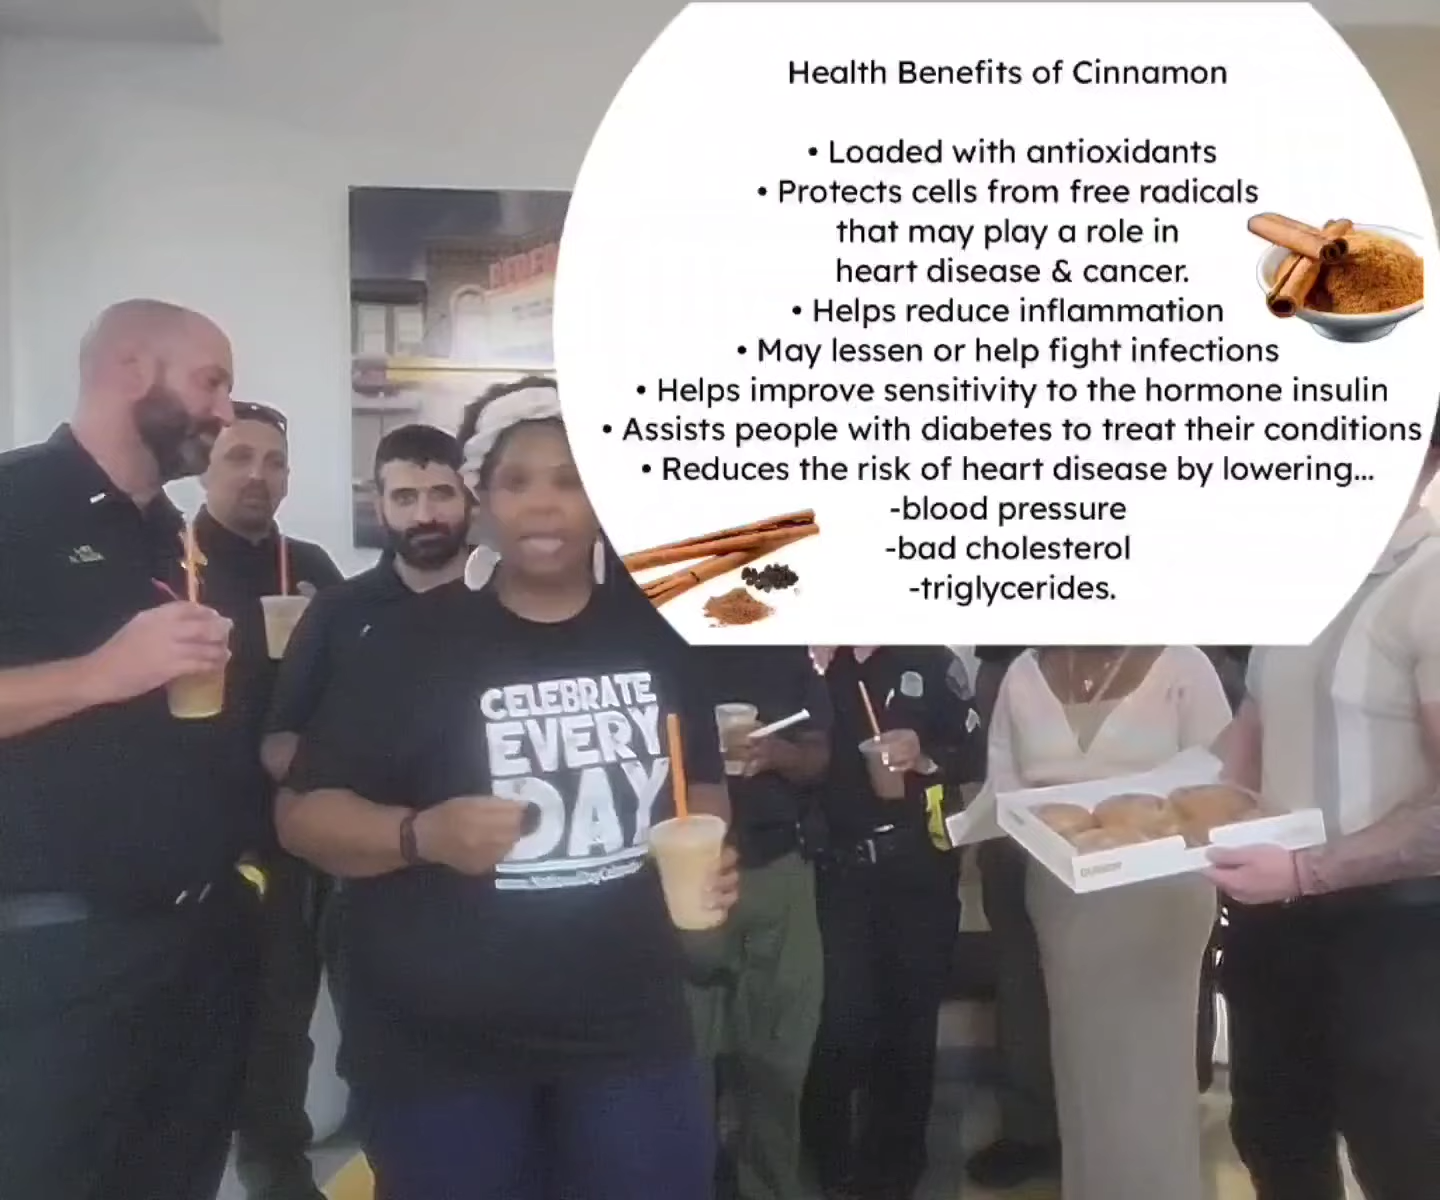 Health Benefits of Cinnamon
• Loaded with antioxidants
• Protects cells from free radicals
that may play a role in
heart disease & cancer.
• Helps reduce inflammation
• May lessen or help fight infections
• Helps improve sensitivity to the hormone insulin
• Assists people with diabetes to treat their conditions
• Reduces the risk of heart disease by lowering...
-blood pressure
-bad cholesterol
-triglycerides.
CELEBRATE
EVERY
DAY